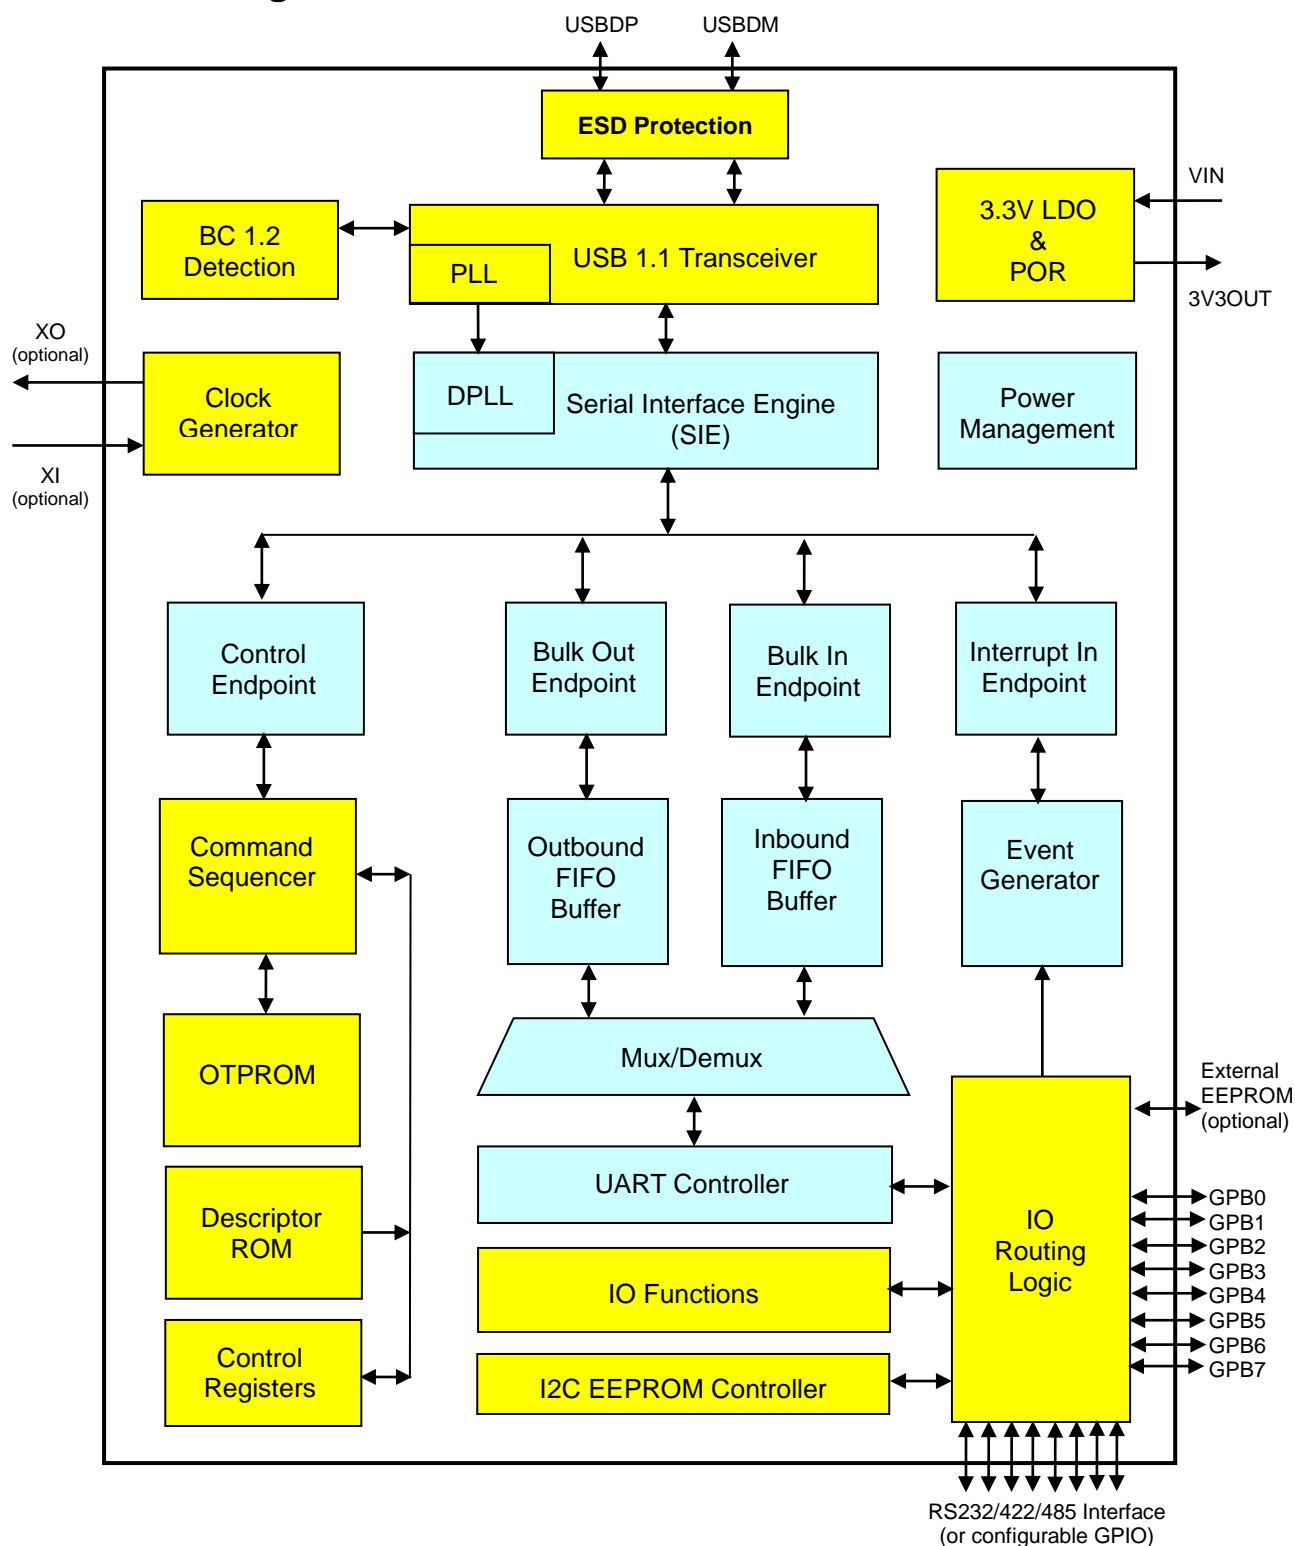 USBDP
USBDM
ESD Protection
VIN
3.3V LDO
&
POR
3V3OUT
BC 1.2
Detection
USB 1.1 Transceiver
PLL
XO
(optional)
Clock
Generator
XI
(optional)
DPLL
Serial Interface Engine
(SIE)
Power
Management
Control
Endpoint
Bulk Out
Endpoint
Bulk In
Endpoint
Interrupt In
Endpoint
Command
Sequencer
Outbound
FIFO
Buffer
Inbound
FIFO
Buffer
Event
Generator
OTPROM
Mux/Demux
External
EEPROM
(optional)
UART Controller
Descriptor
ROM
IO
Routing
Logic
GPB0
GPB1
GPB2
GPB3
GPB4
GPB5
GPB6
GPB7
IO Functions
Control
Registers
I2C EEPROM Controller
RS232/422/485 Interface
(or configurable GPIO)